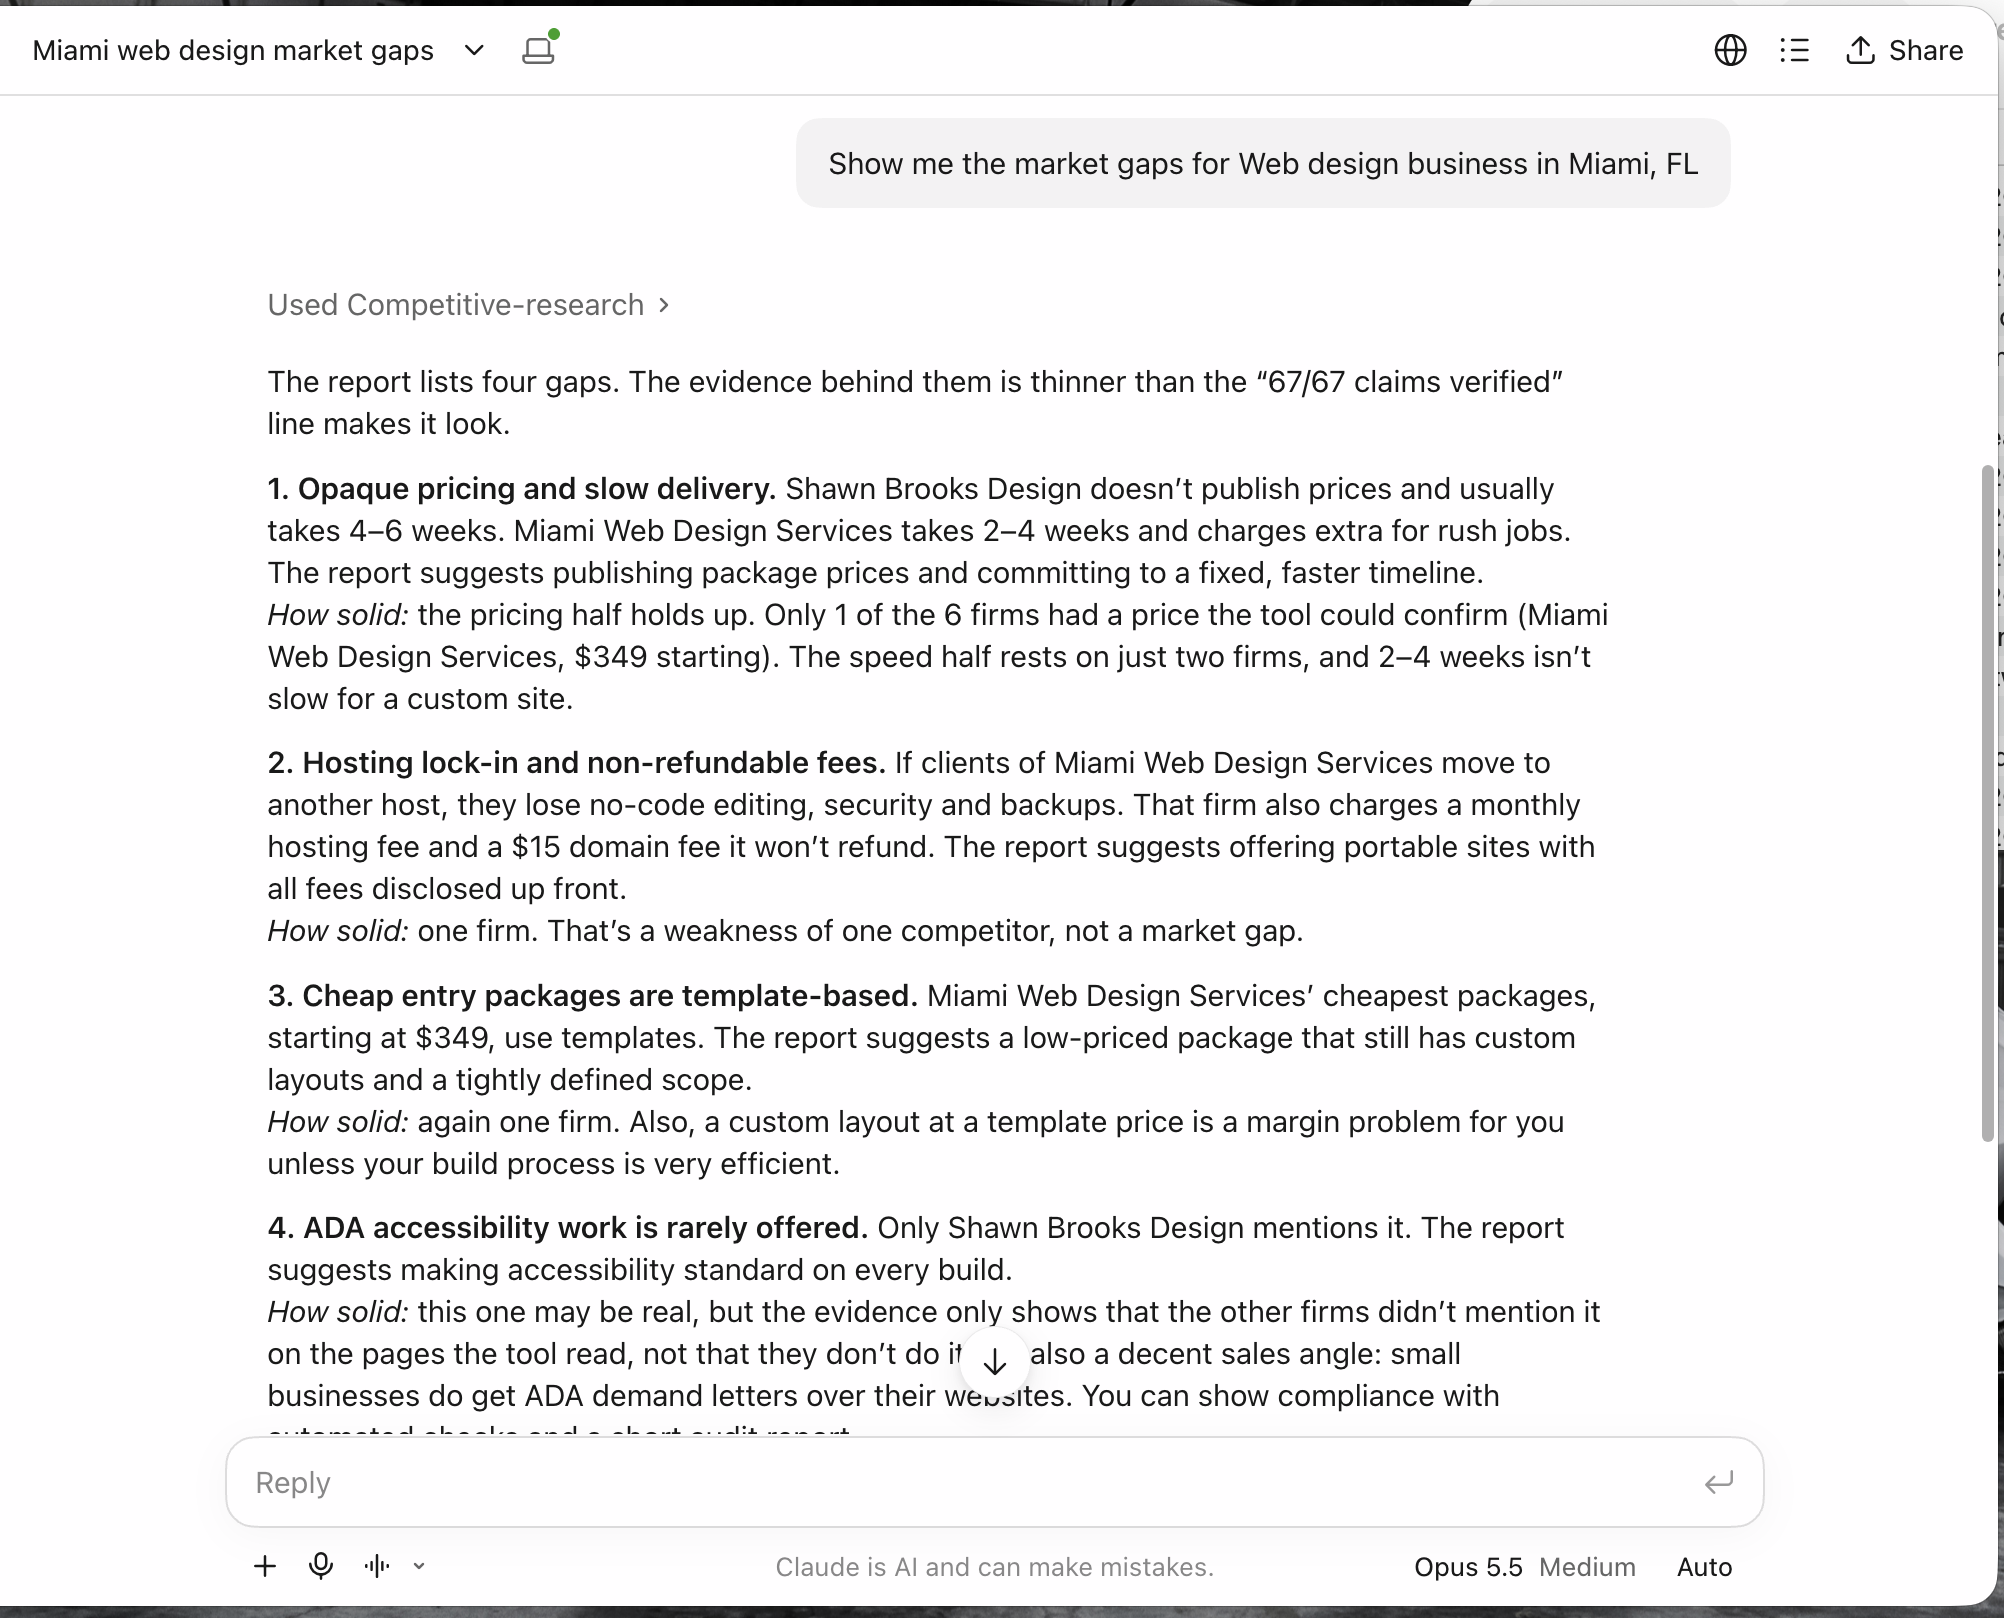 Miami web design market gaps
Share
Show me the market gaps for Web design business in Miami, FL
Used Competitive-research
The report lists four gaps. The evidence behind them is thinner than the “67/67 claims verified”
line makes it look.
1. Opaque pricing and slow delivery. Shawn Brooks Design doesn’t publish prices and usually
takes 4–6 weeks. Miami Web Design Services takes 2–4 weeks and charges extra for rush jobs.
The report suggests publishing package prices and committing to a fixed, faster timeline.
How solid: the pricing half holds up. Only 1 of the 6 firms had a price the tool could confirm (Miami
Web Design Services, $349 starting). The speed half rests on just two firms, and 2–4 weeks isn’t
slow for a custom site.
2. Hosting lock-in and non-refundable fees. If clients of Miami Web Design Services move to
another host, they lose no-code editing, security and backups. That firm also charges a monthly
hosting fee and a $15 domain fee it won’t refund. The report suggests offering portable sites with
all fees disclosed up front.
How solid: one firm. That’s a weakness of one competitor, not a market gap.
3. Cheap entry packages are template-based. Miami Web Design Services’ cheapest packages,
starting at $349, use templates. The report suggests a low-priced package that still has custom
layouts and a tightly defined scope.
How solid: again one firm. Also, a custom layout at a template price is a margin problem for you
unless your build process is very efficient.
4. ADA accessibility work is rarely offered. Only Shawn Brooks Design mentions it. The report
suggests making accessibility standard on every build.
How solid: this one may be real, but the evidence only shows that the other firms didn’t mention it
on the pages the tool read, not that they don’t do it also a decent sales angle: small
businesses do get ADA demand letters over their websites. You can show compliance with
automated checks and a short audit report
Reply
Claude is AI and can make mistakes.
Opus 5.5 Medium Auto